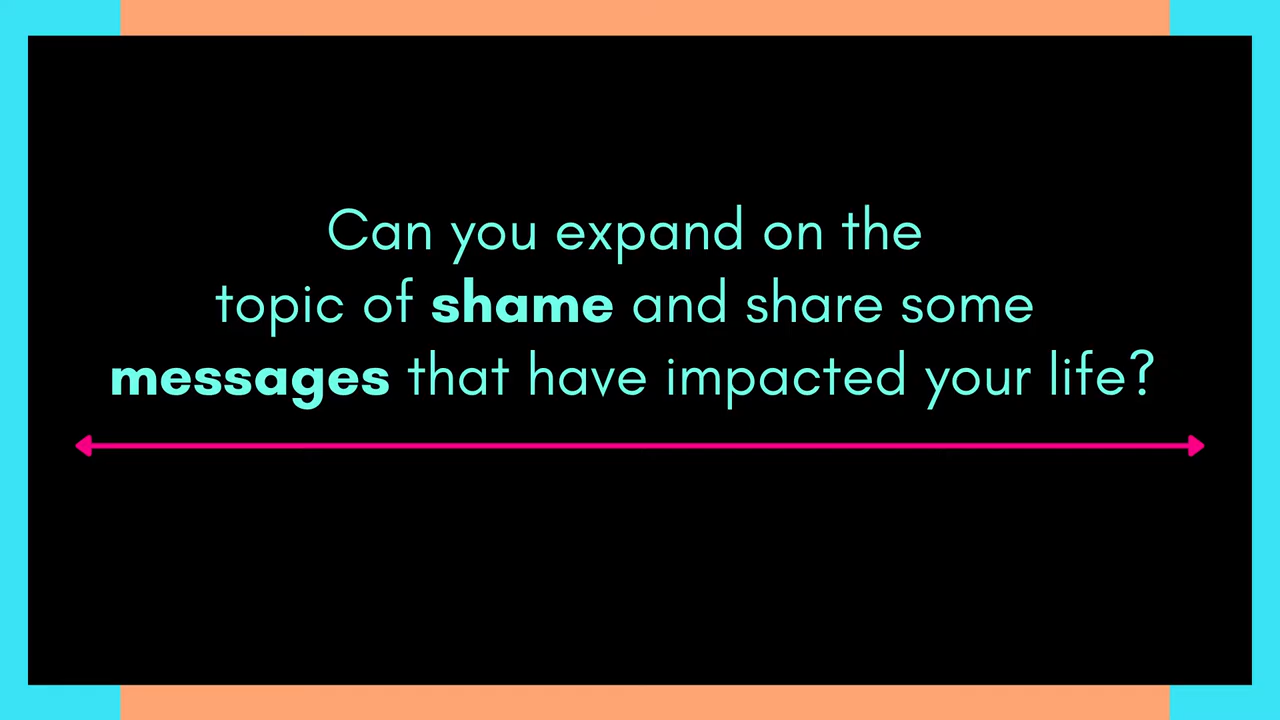 Can you expand on the
topic of shame and share some
messages that have impacted your life?